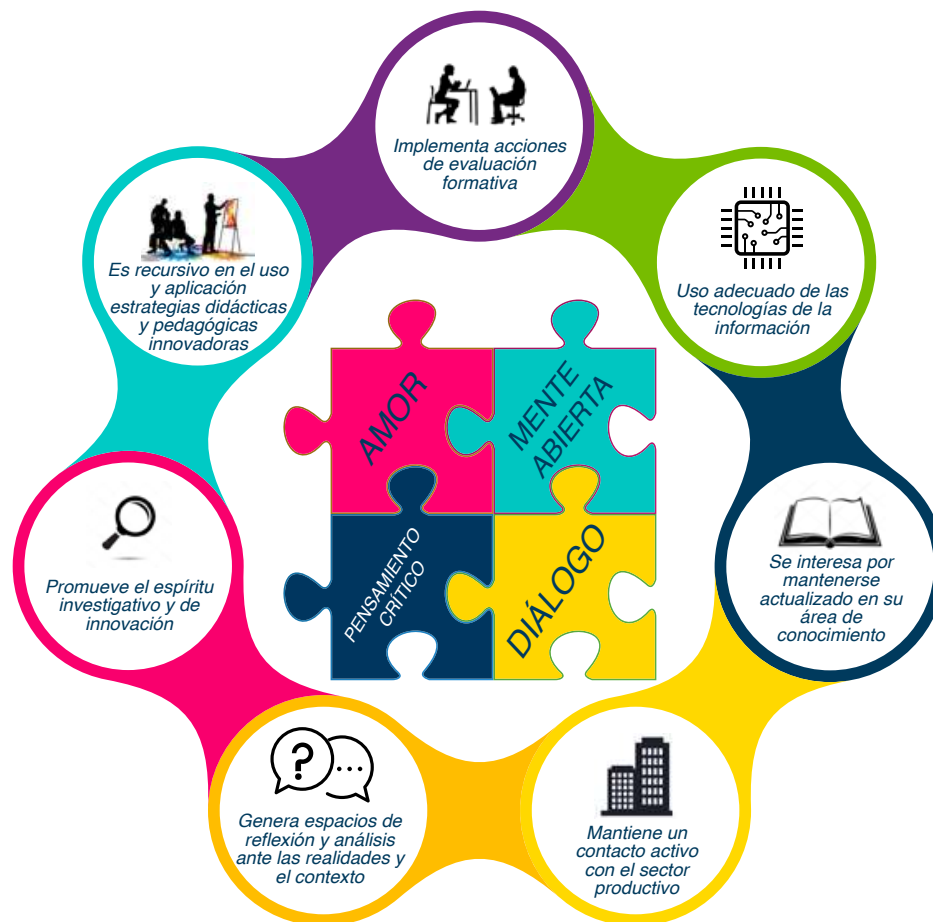 Implementa acciones
de evaluación
formativa
Es recursivo en el uso
y aplicación
estrategias didácticas
y pedagógicas
innovadoras
Uso adecuado de las
tecnologías de la
información
AMOR
MENTE
ABIERTA
PENSAMIENTO
CRÍTICO
DIÁLOGO
Promueve el espíritu
investigativo y de
innovación
Se interesa por
mantenerse
actualizado en su
área de
conocimiento
Genera espacios de
reflexión y análisis
ante las realidades y
el contexto
Mantiene un
contacto activo
con el sector
productivo